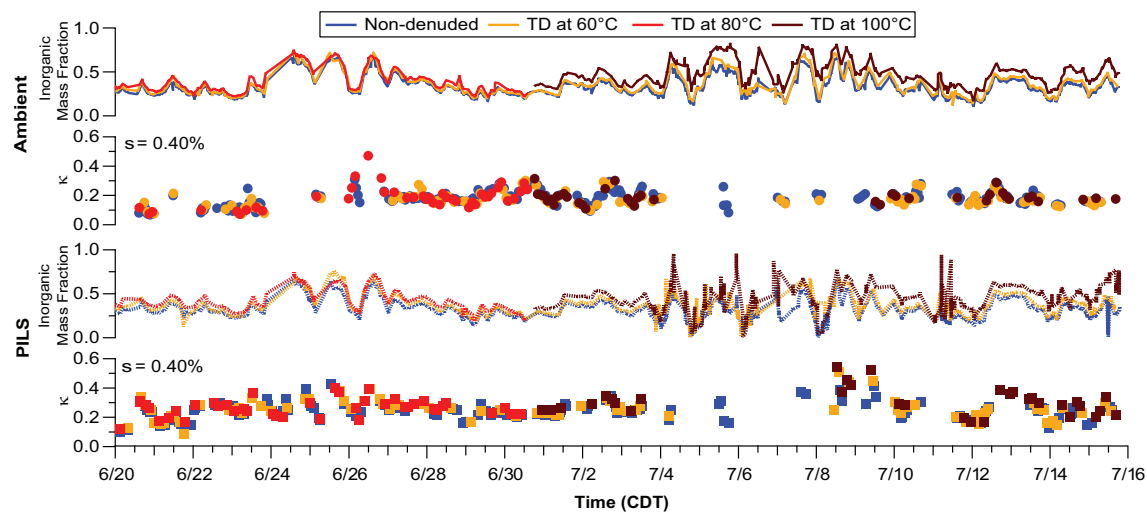 Non-denuded TD at 60°C TD at 80°C TD at 100°C
Ambient
Inorganic
Mass Fraction
1.0
0.5
0.0
s = 0.40%
κ
0.6
0.4
0.2
0.0
PILS
Inorganic
Mass Fraction
1.0
0.5
0.0
s = 0.40%
κ
0.6
0.4
0.2
0.0
6/20 6/22 6/24 6/26 6/28 6/30 7/2 7/4 7/6 7/8 7/10 7/12 7/14 7/16
Time (CDT)